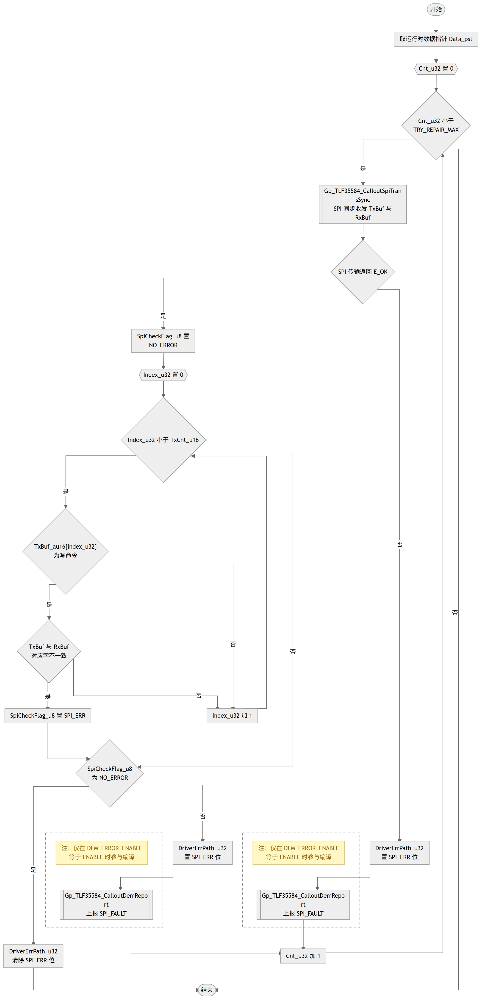 开始
取运行时数据指针 Data_pst
Cnt_u32 置 0
Cnt_u32 小于
TRY_REPAIR_MAX
是
Gp_TLF35584_CalloutSpiTran
sSync
SPI 同步收发 TxBuf 与
RxBuf
SPI 传输返回 E_OK
是
SpiCheckFlag_u8 置
NO_ERROR
Index_u32 置 0
Index_u32 小于 TxCnt_u16
是
TxBuf_au16[Index_u32]
为写命令
否
是
否
TxBuf 与 RxBuf
对应字不一致
否
否
是
否
SpiCheckFlag_u8 置 SPI_ERR
Index_u32 加 1
SpiCheckFlag_u8
为 NO_ERROR
否
是
注：仅在 DEM_ERROR_ENABLE
等于 ENABLE 时参与编译
DriverErrPath_u32
置 SPI_ERR 位
注：仅在 DEM_ERROR_ENABLE
等于 ENABLE 时参与编译
DriverErrPath_u32
置 SPI_ERR 位
Gp_TLF35584_CalloutDemRepo
rt
上报 SPI_FAULT
Gp_TLF35584_CalloutDemRepo
rt
上报 SPI_FAULT
DriverErrPath_u32
清除 SPI_ERR 位
Cnt_u32 加 1
结束